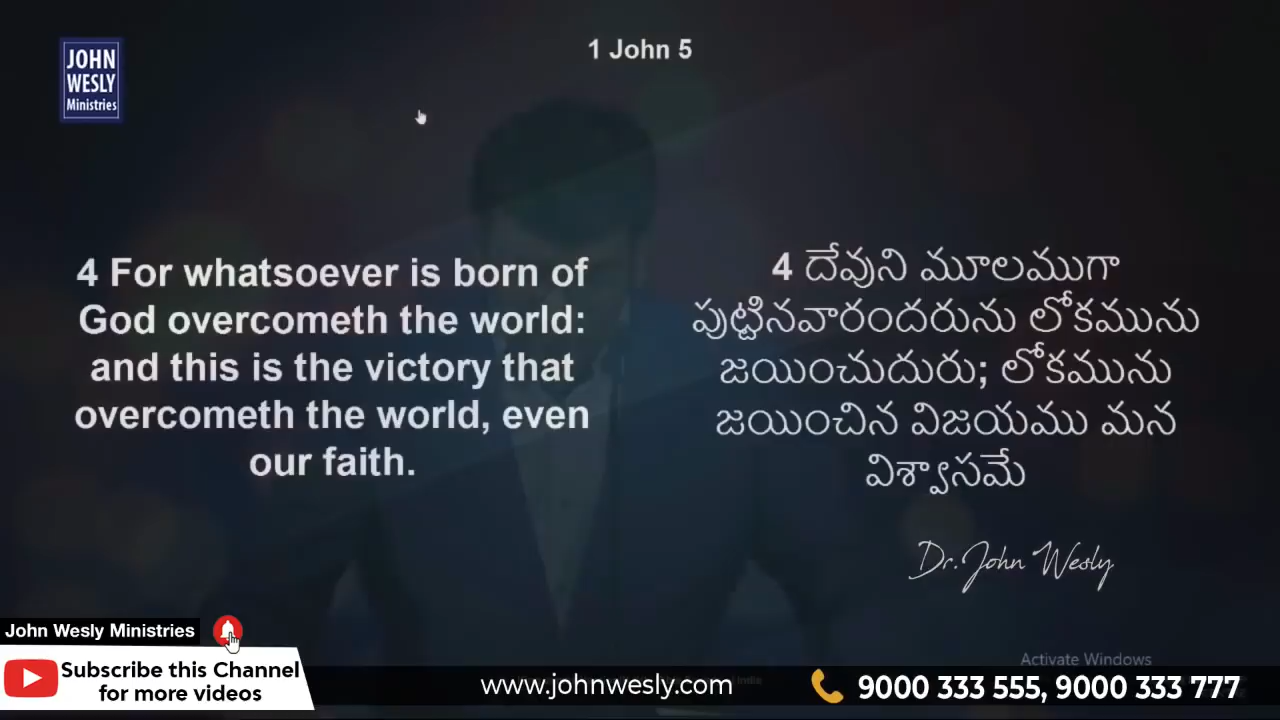 JOHN
WESLY
Ministries
1 John 5
4 For whatsoever is born of
God overcometh the world:
and this is the victory that
overcometh the world, even
our faith.
4 దేవుని మూలముగా
పుట్టినవారందరును లోకమును
జయించుదురు; లోకమును
జయించిన విజయము మన
విశ్వాసమే
Dr. John Wesly
John Wesly Ministries
Subscribe this Channel
for more videos
www.johnwesly.com
Activate Windows
9000 333 555, 9000 333 777